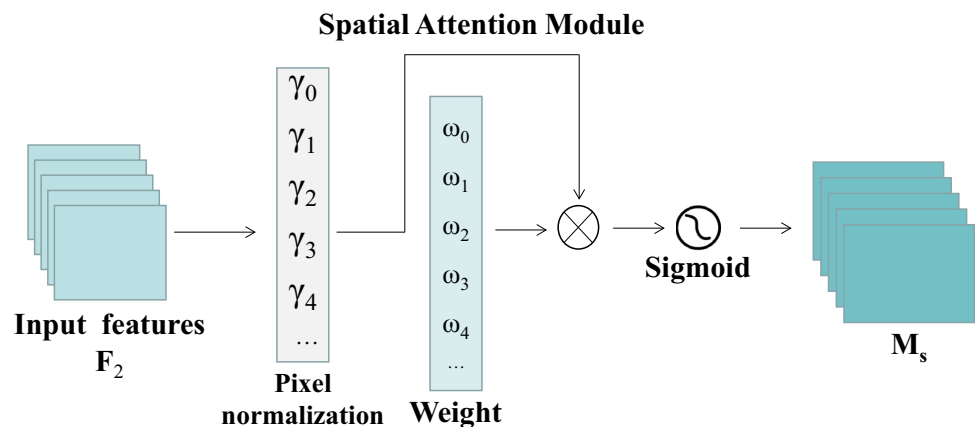 Spatial Attention Module
γ₀
γ₁
γ₂
γ₃
γ₄
...
ω₀
ω₁
ω₂
ω₃
ω₄
...
Input features
F₂
Pixel
normalization
Weight
Sigmoid
Mₛ